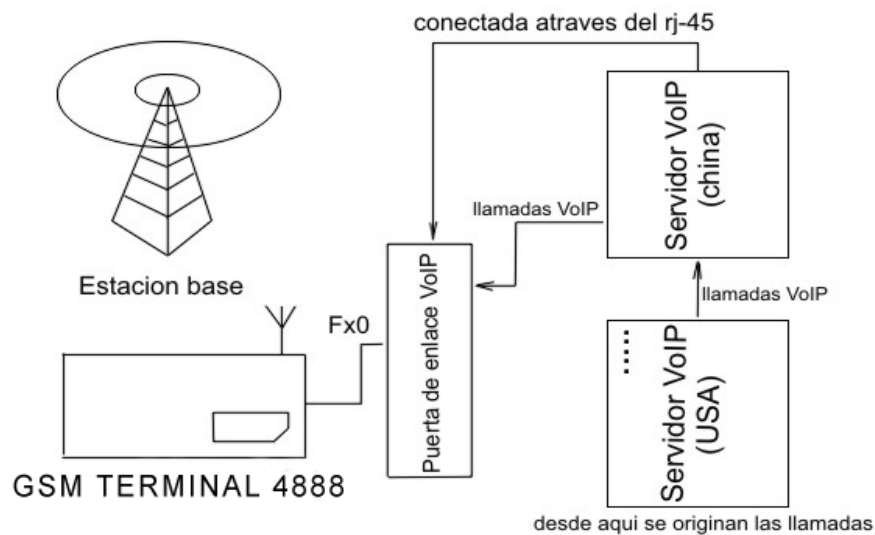 conectada atraves del rj-45
Servidor VoIP
(china)
llamadas VoIP
Estacion base
Puerta de enlace VoIP
llamadas VoIP
Fx0
.....
Servidor VoIP
(USA)
GSM TERMINAL 4888
desde aqui se originan las llamadas